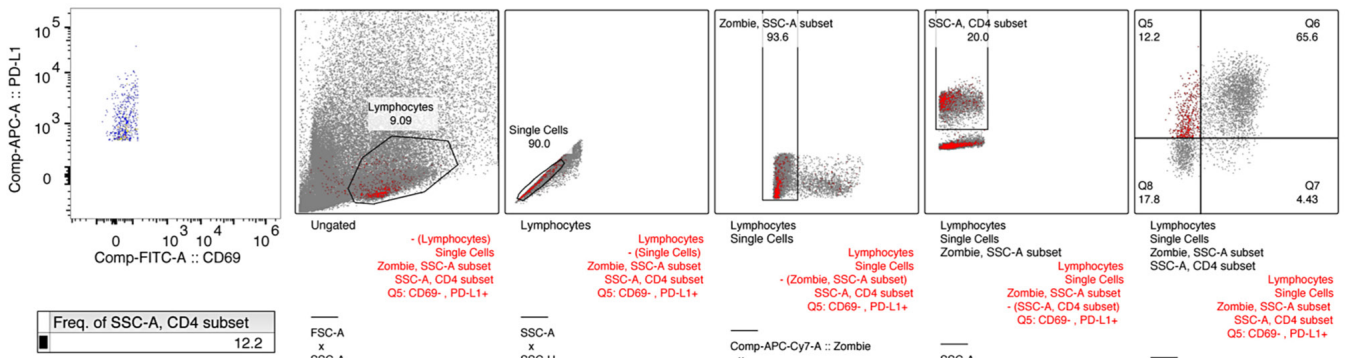 10^5
10^4
10^3
0
Comp-APC-A :: PD-L1
0
10^3
10^4
10^6
Comp-FITC-A :: CD69
Freq. of SSC-A, CD4 subset
12.2
Lymphocytes
9.09
Ungated
- (Lymphocytes)
Single Cells
Zombie, SSC-A subset
SSC-A, CD4 subset
Q5: CD69- , PD-L1+
FSC-A
x
Single Cells
90.0
Lymphocytes
Lymphocytes
- (Single Cells)
Zombie, SSC-A subset
SSC-A, CD4 subset
Q5: CD69- , PD-L1+
SSC-A
x
Zombie, SSC-A subset
93.6
Lymphocytes
Single Cells
Lymphocytes
Single Cells
- (Zombie, SSC-A subset)
SSC-A, CD4 subset
Q5: CD69- , PD-L1+
Comp-APC-Cy7-A :: Zombie
SSC-A, CD4 subset
20.0
Lymphocytes
Single Cells
Zombie, SSC-A subset
Lymphocytes
Single Cells
Zombie, SSC-A subset
- (SSC-A, CD4 subset)
Q5: CD69- , PD-L1+
Q5
12.2
Q6
65.6
Q8
17.8
Q7
4.43
Lymphocytes
Single Cells
Zombie, SSC-A subset
SSC-A, CD4 subset
Lymphocytes
Single Cells
Zombie, SSC-A subset
SSC-A, CD4 subset
Q5: CD69- , PD-L1+